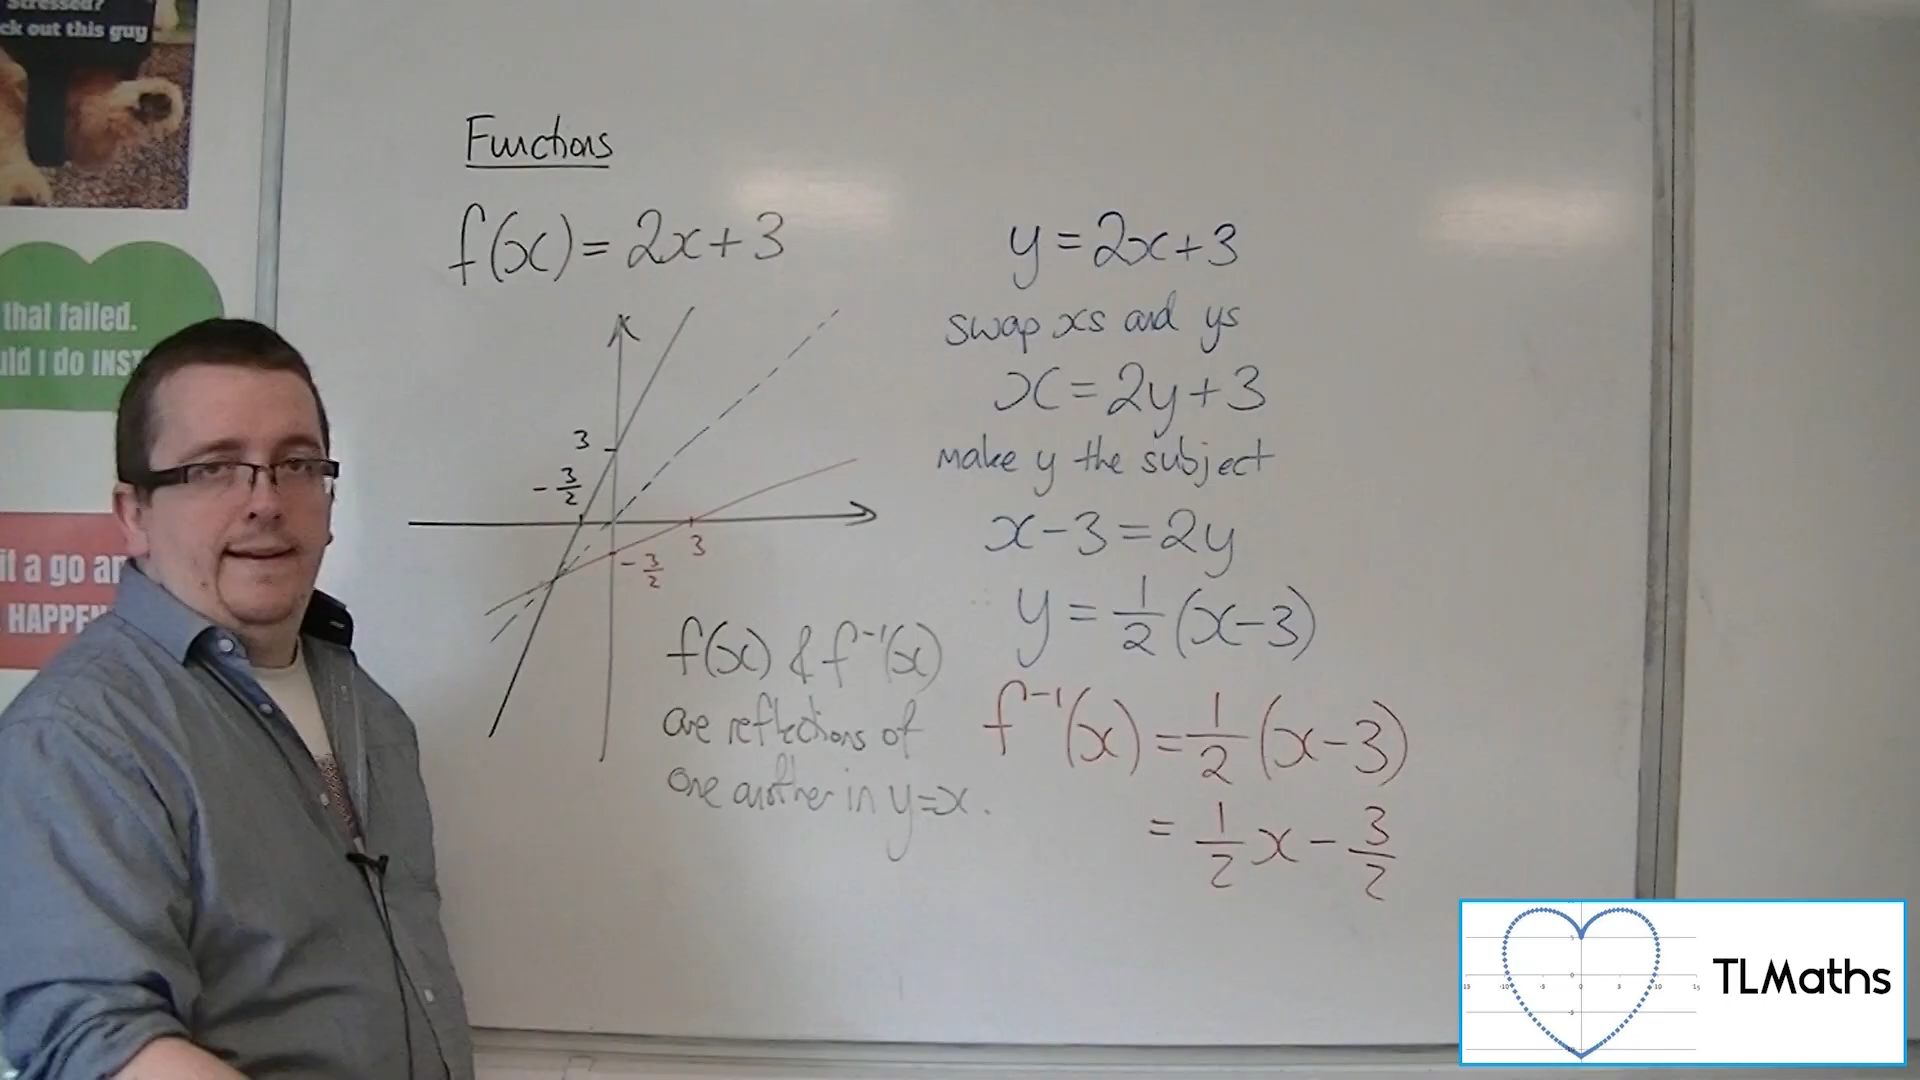 Stressed?
ck out this guy
that failed.
uld I do INST
il a go an
HAPPEN
Functions
f(x) = 2x + 3
3
- 3/2
- 3/2
3
f(x) & f⁻¹(x)
are reflections of
one another in y=x.
y = 2x + 3
swap xs and ys
x = 2y + 3
make y the subject
x - 3 = 2y
y = 1/2 (x - 3)
f⁻¹(x) = 1/2 (x - 3)
= 1/2 x - 3/2
TLMaths